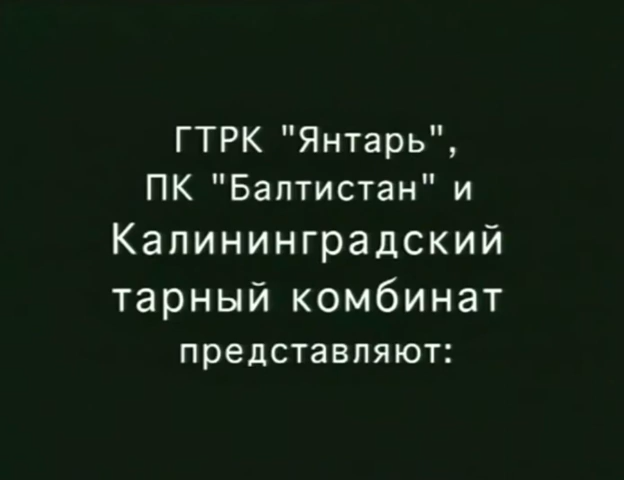 ГТРК "Янтарь",
ПК "Балтистан" и
Калининградский
тарный комбинат
представляют: